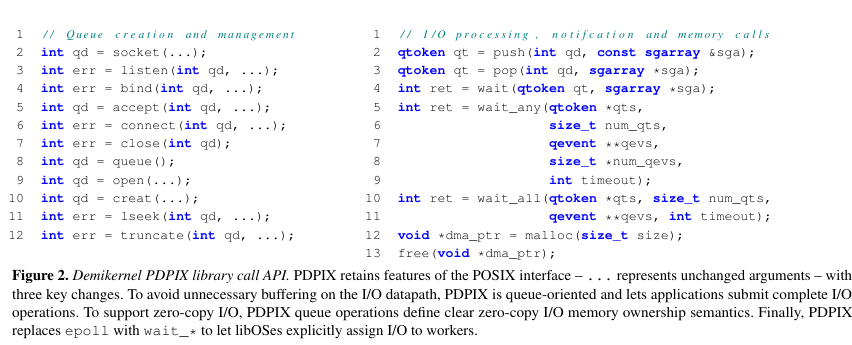 1 // Queue creation and management
2 int qd = socket(...);
3 int err = listen(int qd, ...);
4 int err = bind(int qd, ...);
5 int qd = accept(int qd, ...);
6 int err = connect(int qd, ...);
7 int err = close(int qd);
8 int qd = queue();
9 int qd = open(...);
10 int qd = creat(...);
11 int err = lseek(int qd, ...);
12 int err = truncate(int qd, ...);
1 // I/O processing, notifcation and memory calls
2 qtoken qt = push(int qd, const sgarray &sga);
3 qtoken qt = pop(int qd, sgarray *sga);
4 int ret = wait(qtoken qt, sgarray *sga);
5 int ret = wait_any(qtoken *qts,
6 size_t num_qts,
7 qevent **qevs,
8 size_t *num_qevs,
9 int timeout);
10 int ret = wait_all(qtoken *qts, size_t num_qts,
11 qevent **qevs, int timeout);
12 void *dma_ptr = malloc(size_t size);
13 free(void *dma_ptr);
Figure 2. Demikernel PDPIX library call API. PDPIX retains features of the POSIX interface – ... represents unchanged arguments – with
three key changes. To avoid unnecessary buffering on the I/O datapath, PDPIX is queue-oriented and lets applications submit complete I/O
operations. To support zero-copy I/O, PDPIX queue operations define clear zero-copy I/O memory ownership semantics. Finally, PDPIX
replaces epoll with wait_* to let libOSes explicitly assign I/O to workers.